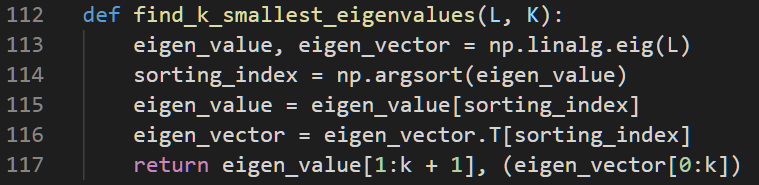 112 def find_k_smallest_eigenvalues(L, K):
113     eigen_value, eigen_vector = np.linalg.eig(L)
114     sorting_index = np.argsort(eigen_value)
115     eigen_value = eigen_value[sorting_index]
116     eigen_vector = eigen_vector.T[sorting_index]
117     return eigen_value[1:k + 1], (eigen_vector[0:k])